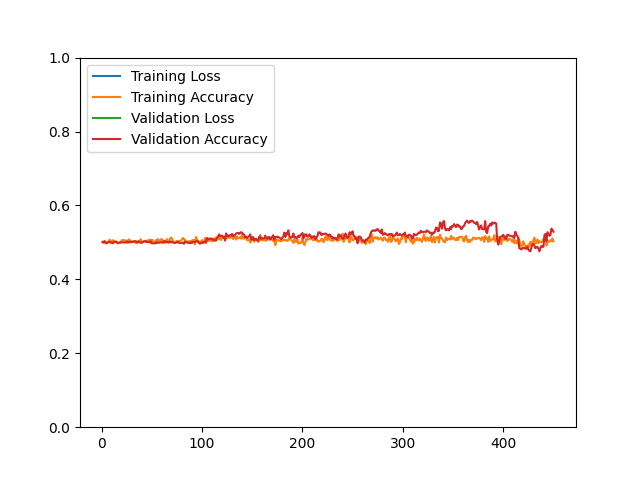 1.0
0.8
0.6
0.4
0.2
0.0
Training Loss
Training Accuracy
Validation Loss
Validation Accuracy
0 100 200 300 400